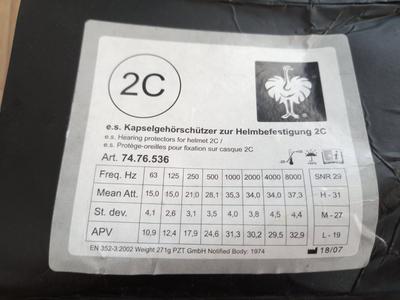 2C
e.s. Kapselgehörschützer zur Helmbefestigung 2C
e.s. Hearing protectors for helmet 2C /
e.s. Protège-oreilles pour fixation sur casque 2C
Art. 74.76.536
Freq. Hz 63 125 250 500 1000 2000 4000 8000 SNR 29
Mean Att. 15,0 15,0 21,0 28,1 35,3 34,0 34,0 37,3 H - 31
St. dev. 4,1 2,6 3,1 3,5 4,0 3,8 4,5 4,4 M - 27
APV 10,9 12,4 17,9 24,6 31,3 30,2 29,5 32,9 L - 19
EN 352-3:2002 Weight 271g PZT GmbH Notified Body: 1974
18/07